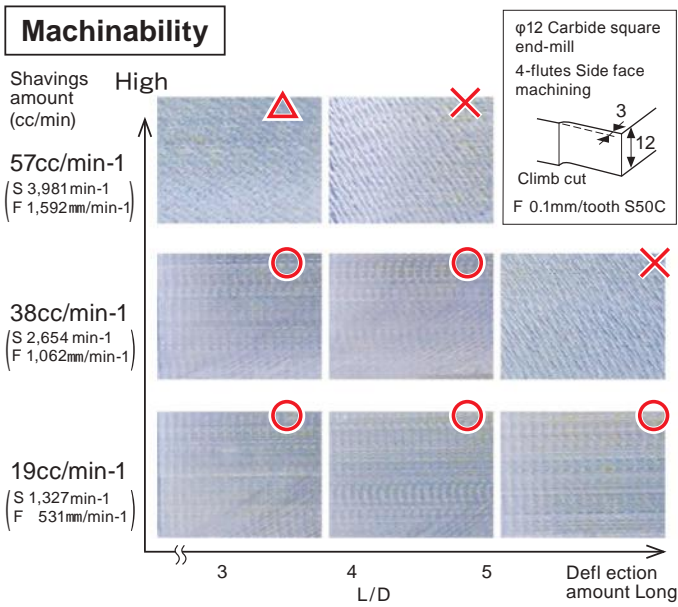 Machinability
Shavings
amount
(cc/min)
High
57cc/min-1
(S 3,981min-1
F 1,592mm/min-1)
38cc/min-1
(S 2,654 min-1
F 1,062mm/min-1)
19cc/min-1
(S 1,327min-1
F 531mm/min-1)
φ12 Carbide square
end-mill
4-flutes Side face
machining
3
12
Climb cut
F 0.1mm/tooth S50C
3
4
5
L/D
Defl ection
amount Long